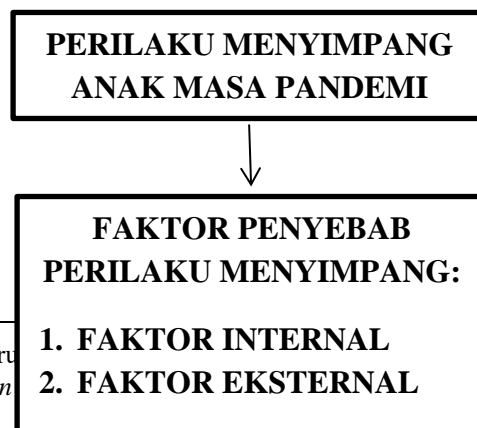 PERILAKU MENYIMPANG
ANAK MASA PANDEMI
FAKTOR PENYEBAB
PERILAKU MENYIMPANG:
1. FAKTOR INTERNAL
2. FAKTOR EKSTERNAL